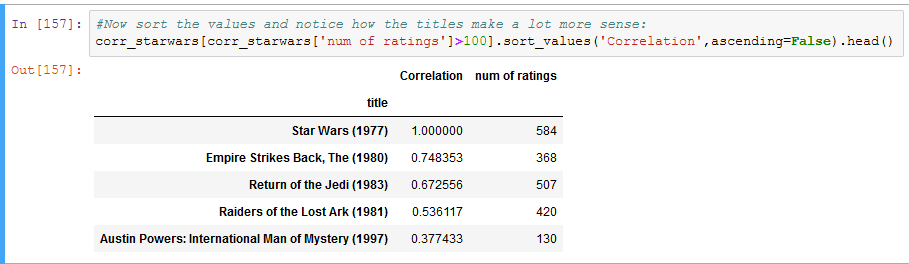 In [157]: #Now sort the values and notice how the titles make a lot more sense:
corr_starwars[corr_starwars['num of ratings']>100].sort_values('Correlation',ascending=False).head()
Out[157]:
Correlation num of ratings
title
Star Wars (1977) 1.000000 584
Empire Strikes Back, The (1980) 0.748353 368
Return of the Jedi (1983) 0.672556 507
Raiders of the Lost Ark (1981) 0.536117 420
Austin Powers: International Man of Mystery (1997) 0.377433 130